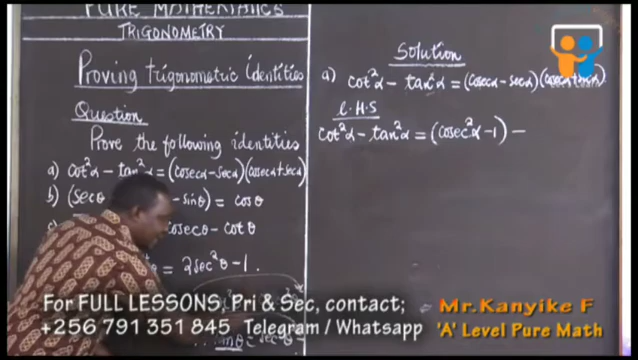 PURE MATHEMATICS
TRIGONOMETRY
Proving trigonometric identities
Question
Prove the following identities
a) cot²α − tan²α = (cosecα − secα)(cosecα + secα)
b) (secθ − sinθ) = cosθ
cosecθ − cotθ
= 2sec²θ − 1.
Solution
a) cot²α − tan²α = (cosecα − secα)(cosecα + secα)
L.H.S
cot²α − tan²α = (cosec²α − 1) −
For FULL LESSONS, Pri & Sec, contact;
+256 791 351 845 Telegram / Whatsapp
Mr.Kanyike F
'A' Level Pure Math